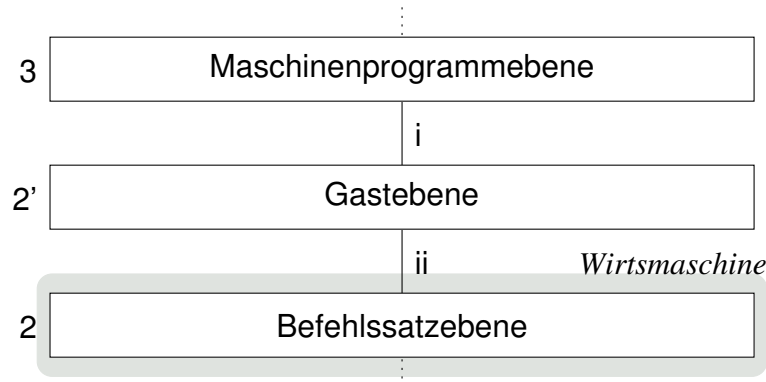 3 Maschinenprogrammebene
i
2’ Gastebene
ii
Wirtsmaschine
2 Befehlssatzebene